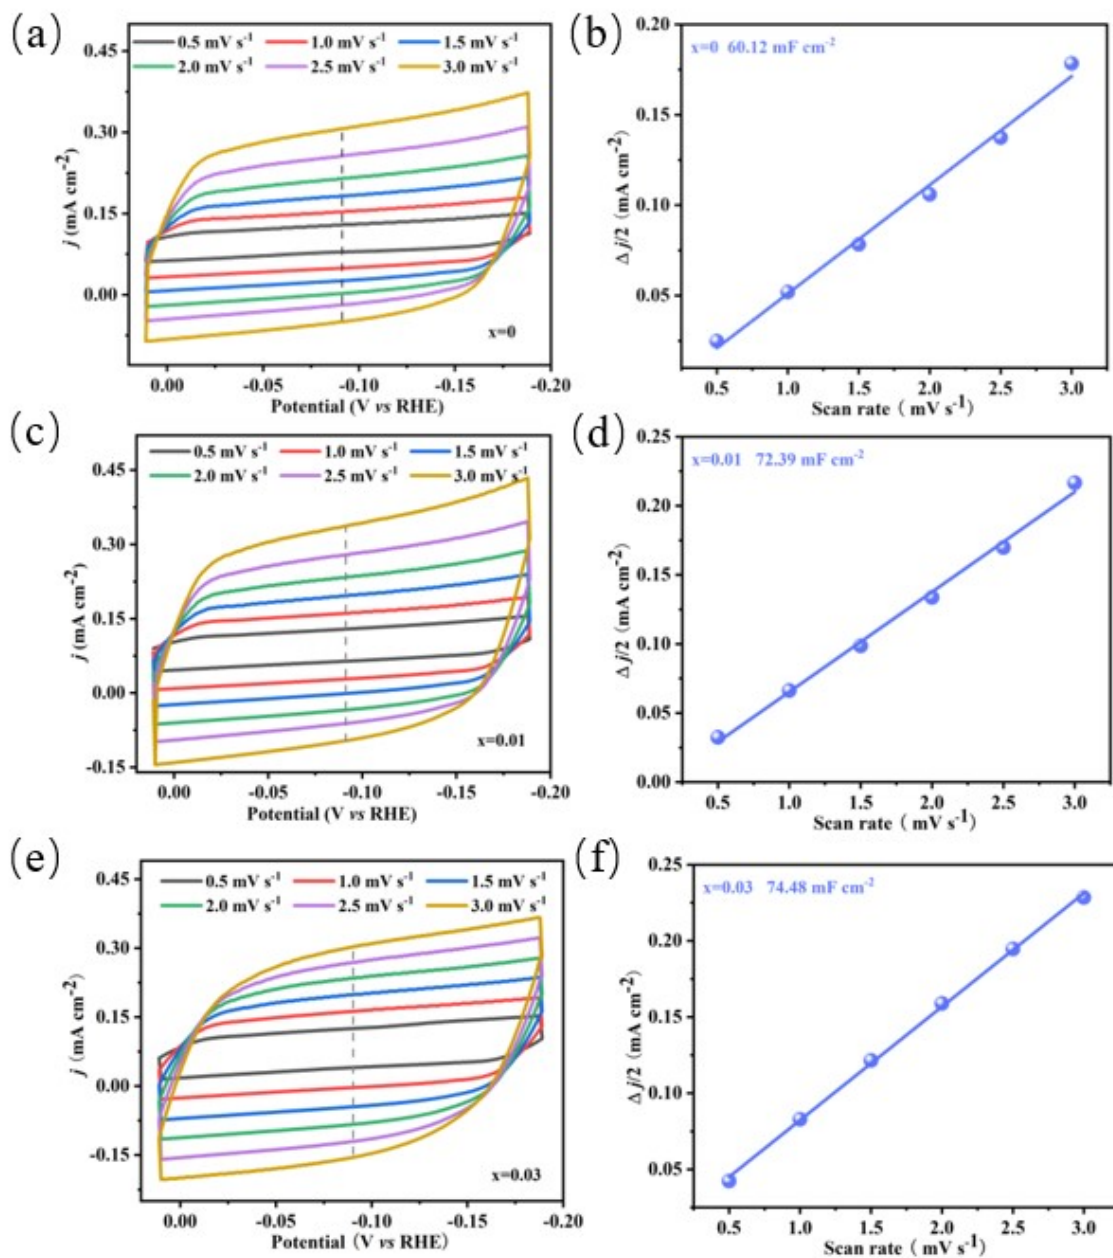 (a)
0.5 mV s⁻¹ 1.0 mV s⁻¹ 1.5 mV s⁻¹
2.0 mV s⁻¹ 2.5 mV s⁻¹ 3.0 mV s⁻¹
0.45
0.30
0.15
0.00
j (mA cm⁻²)
x=0
0.00 -0.05 -0.10 -0.15 -0.20
Potential (V vs RHE)
(b)
x=0 60.12 mF cm⁻²
0.20
0.15
0.10
0.05
Δ j/2 (mA cm⁻²)
0.5 1.0 1.5 2.0 2.5 3.0
Scan rate ( mV s⁻¹)
(c)
0.5 mV s⁻¹ 1.0 mV s⁻¹ 1.5 mV s⁻¹
2.0 mV s⁻¹ 2.5 mV s⁻¹ 3.0 mV s⁻¹
0.45
0.30
0.15
0.00
-0.15
j (mA cm⁻²)
x=0.01
0.00 -0.05 -0.10 -0.15 -0.20
Potential (V vs RHE)
(d)
x=0.01 72.39 mF cm⁻²
0.25
0.20
0.15
0.10
0.05
0.00
Δ j/2 (mA cm⁻²)
0.5 1.0 1.5 2.0 2.5 3.0
Scan rate ( mV s⁻¹)
(e)
0.5 mV s⁻¹ 1.0 mV s⁻¹ 1.5 mV s⁻¹
2.0 mV s⁻¹ 2.5 mV s⁻¹ 3.0 mV s⁻¹
0.45
0.30
0.15
0.00
-0.15
j (mA cm⁻²)
x=0.03
0.00 -0.05 -0.10 -0.15 -0.20
Potential (V vs RHE)
(f)
x=0.03 74.48 mF cm⁻²
0.25
0.20
0.15
0.10
0.05
Δ j/2 (mA cm⁻²)
0.5 1.0 1.5 2.0 2.5 3.0
Scan rate ( mV s⁻¹)